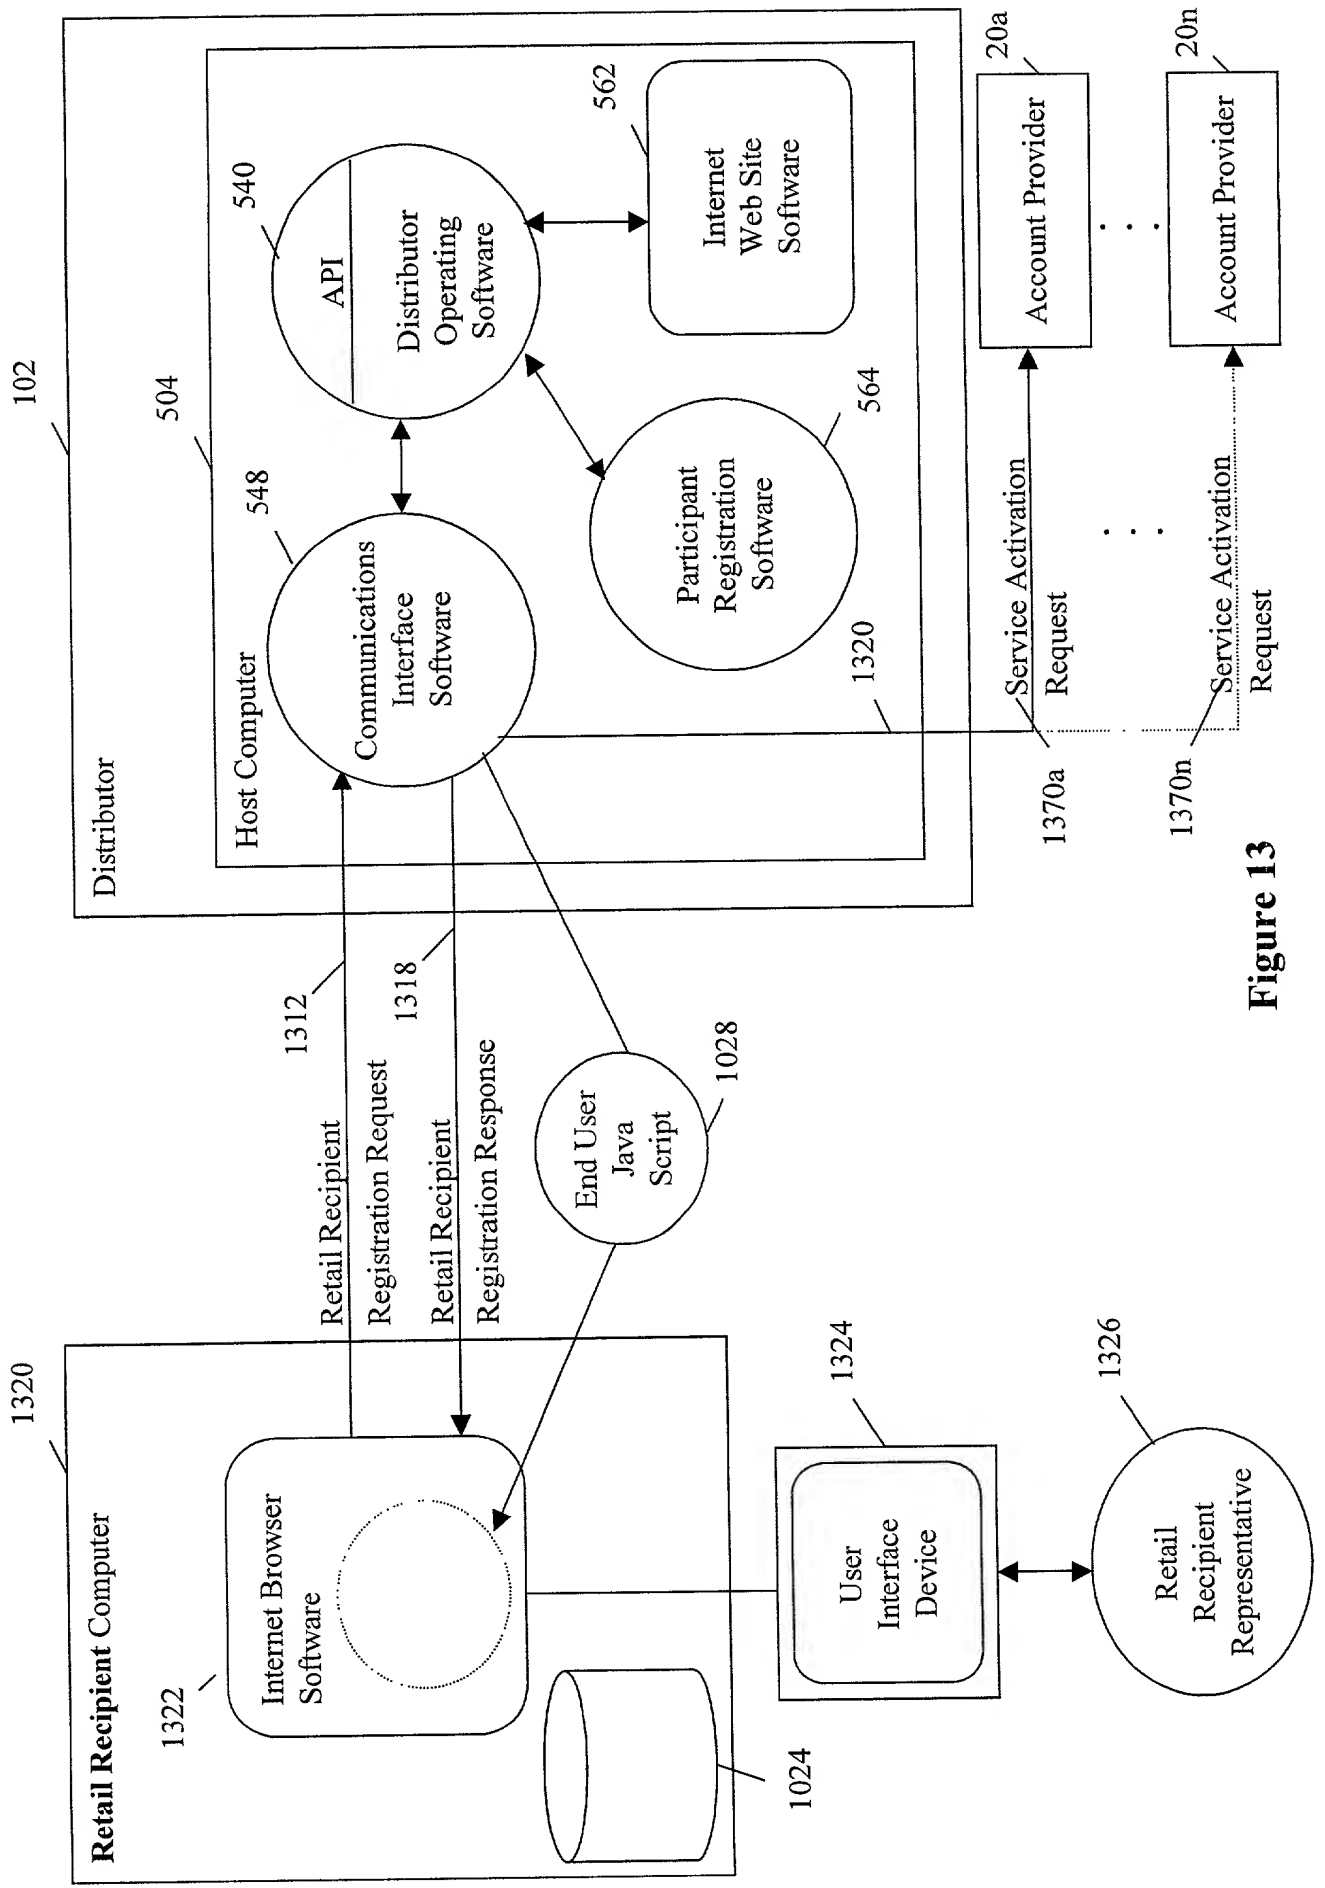 1320
Retail Recipient Computer
1322
Internet Browser
Software
1024
1324
User
Interface
Device
1326
Retail
Recipient
Representative
1312
Retail Recipient
Registration Request
1318
Retail Recipient
Registration Response
End User
Java
Script
1028
102
Distributor
504
Host Computer
548
Communications
Interface
Software
540
API
Distributor
Operating
Software
562
Internet
Web Site
Software
564
Participant
Registration
Software
1320
20a
Account Provider
. . .
20n
Account Provider
Service Activation
Request
1370a
. . .
Service Activation
Request
1370n
Figure 13